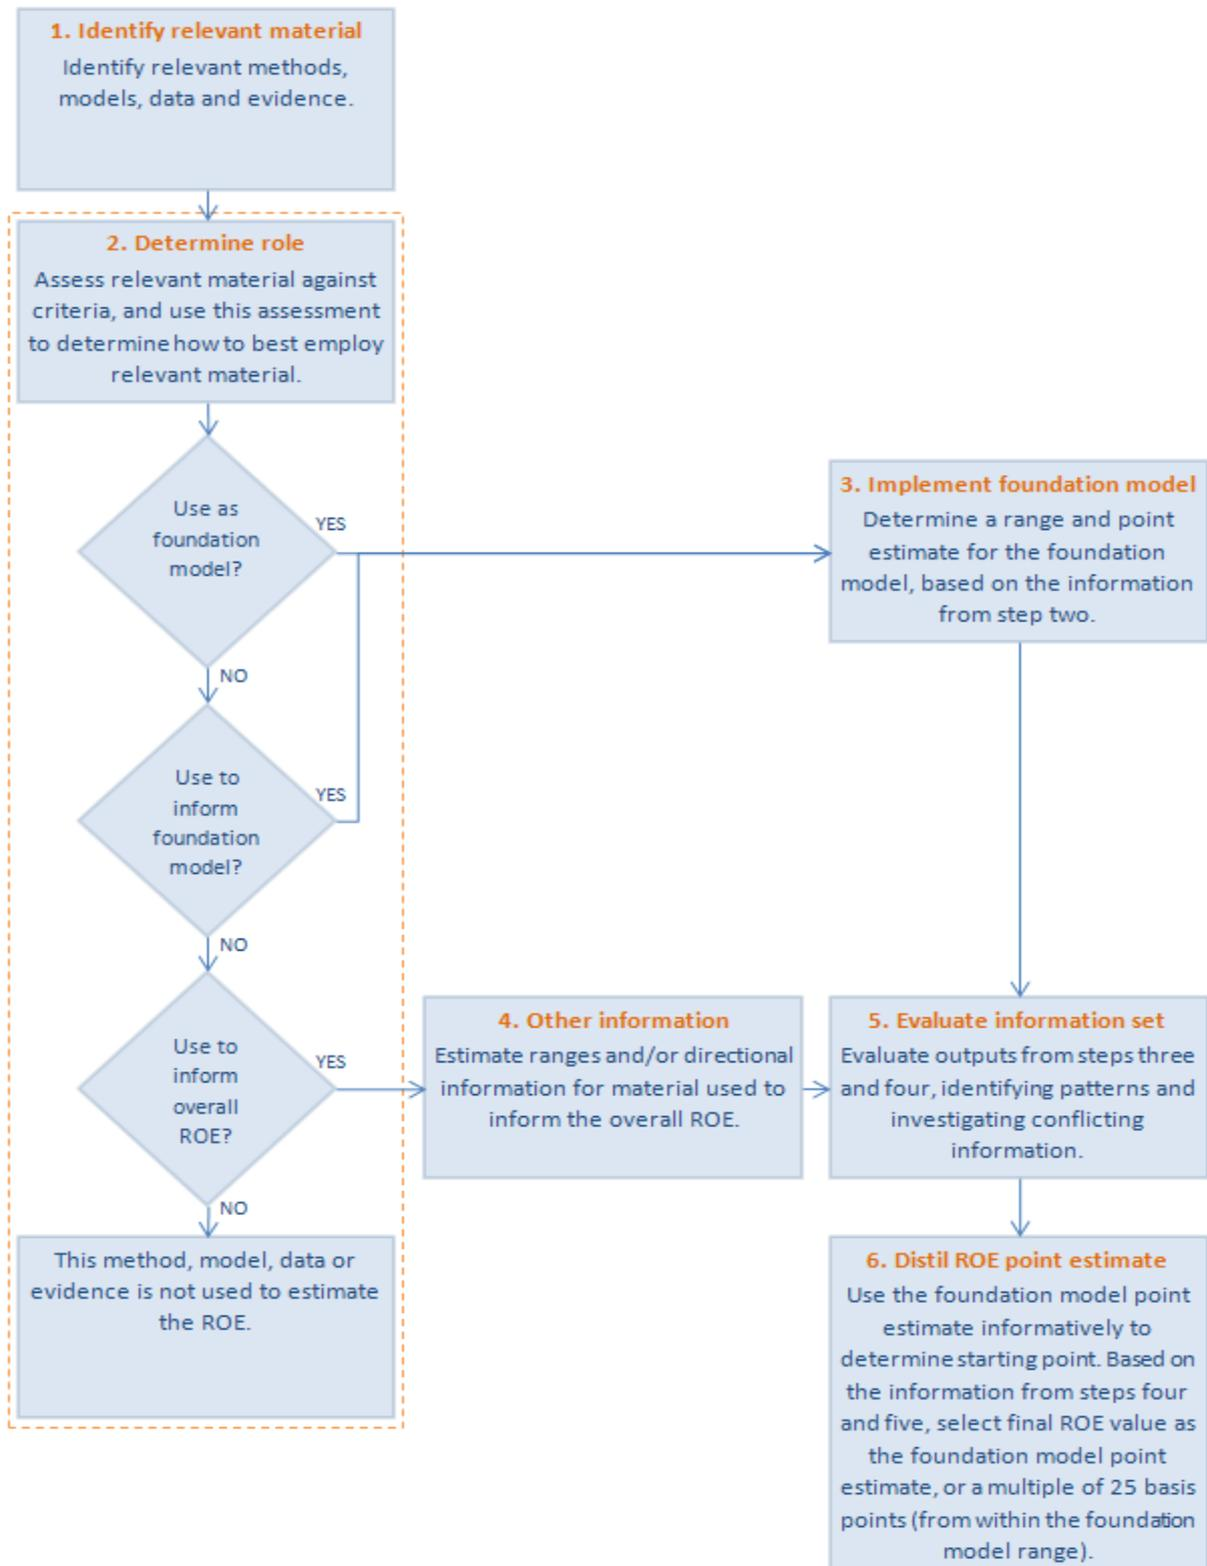 1. Identify relevant material
Identify relevant methods,
models, data and evidence.
2. Determine role
Assess relevant material against
criteria, and use this assessment
to determine how to best employ
relevant material.
Use as
foundation
model?
YES
NO
3. Implement foundation model
Determine a range and point
estimate for the foundation
model, based on the information
from step two.
Use to
inform
foundation
model?
YES
NO
Use to
inform
overall
ROE?
YES
NO
4. Other information
Estimate ranges and/or directional
information for material used to
inform the overall ROE.
5. Evaluate information set
Evaluate outputs from steps three
and four, identifying patterns and
investigating conflicting
information.
This method, model, data or
evidence is not used to estimate
the ROE.
6. Distil ROE point estimate
Use the foundation model point
estimate informatively to
determine starting point. Based on
the information from steps four
and five, select final ROE value as
the foundation model point
estimate, or a multiple of 25 basis
points (from within the foundation
model range).